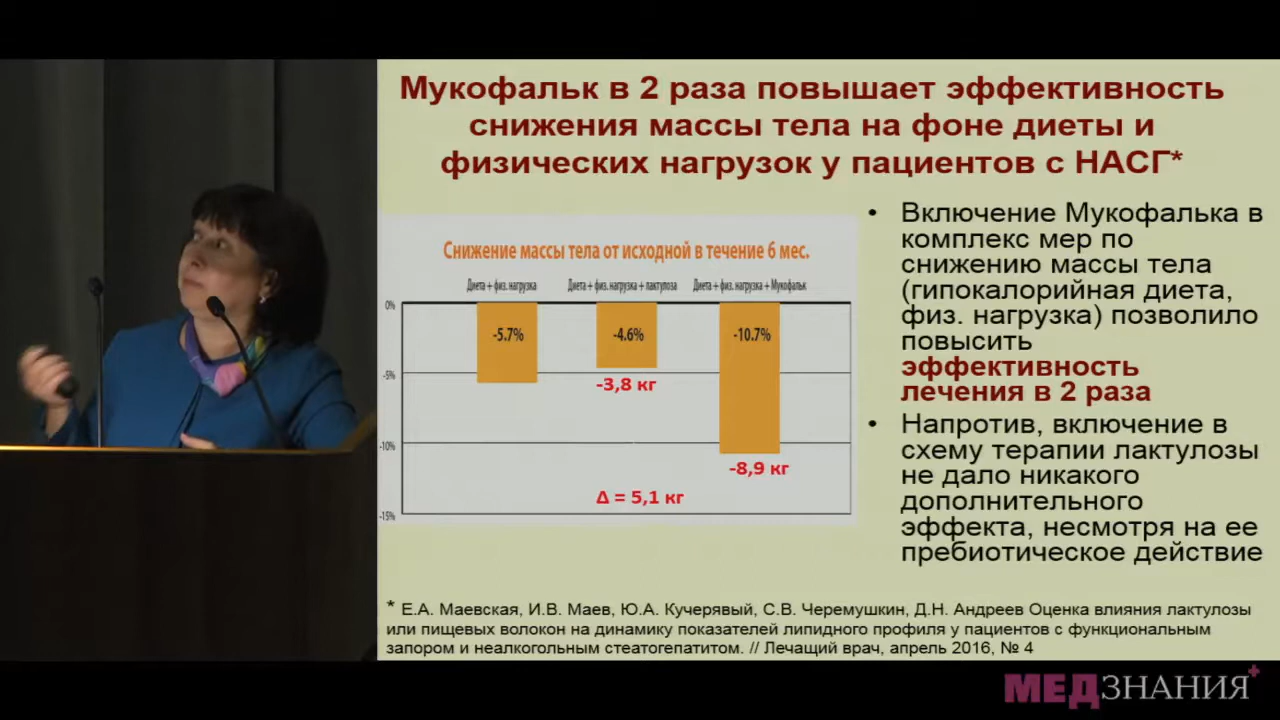 Мукофальк в 2 раза повышает эффективность
снижения массы тела на фоне диеты и
физических нагрузок у пациентов с НАСГ*
Снижение массы тела от исходной в течение 6 мес.
Диета + физ. нагрузка
Диета + физ. нагрузка + лактулоза
Диета + физ. нагрузка + Мукофальк
0%
-5%
-10%
-15%
-5.7%
-4.6%
-10.7%
-3,8 кг
-8,9 кг
Δ = 5,1 кг
• Включение Мукофалька в
комплекс мер по
снижению массы тела
(гипокалорийная диета,
физ. нагрузка) позволило
повысить
эффективность
лечения в 2 раза
• Напротив, включение в
схему терапии лактулозы
не дало никакого
дополнительного
эффекта, несмотря на ее
пребиотическое действие
* Е.А. Маевская, И.В. Маев, Ю.А. Кучерявый, С.В. Черемушкин, Д.Н. Андреев Оценка влияния лактулозы
или пищевых волокон на динамику показателей липидного профиля у пациентов с функциональным
запором и неалкогольным стеатогепатитом. // Лечащий врач, апрель 2016, № 4
МЕДЗНАНИЯ+